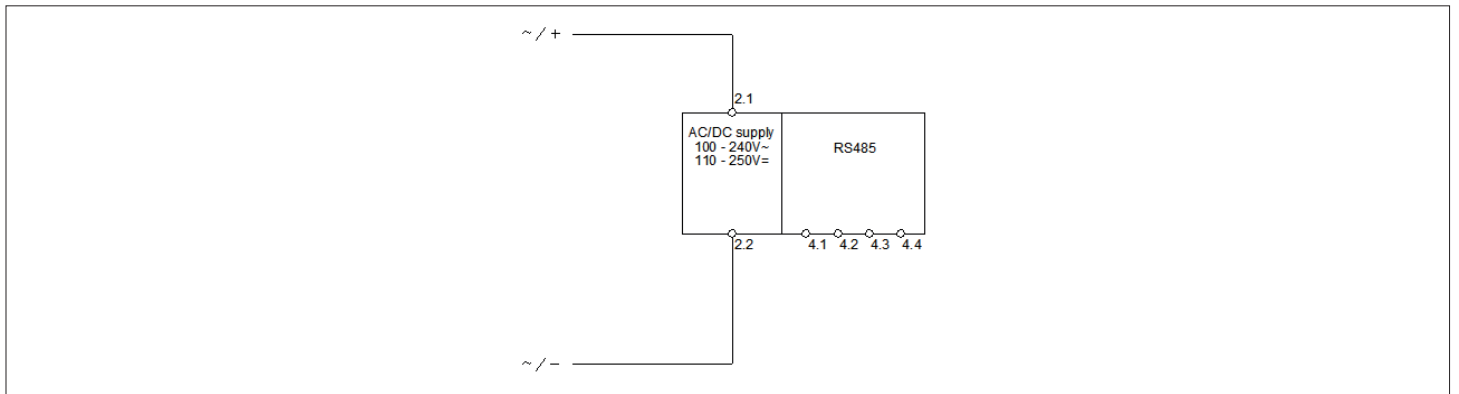 ~/+
2.1
AC/DC supply
100 - 240V~
110 - 250V=
RS485
2.2
4.1 4.2 4.3 4.4
~/-